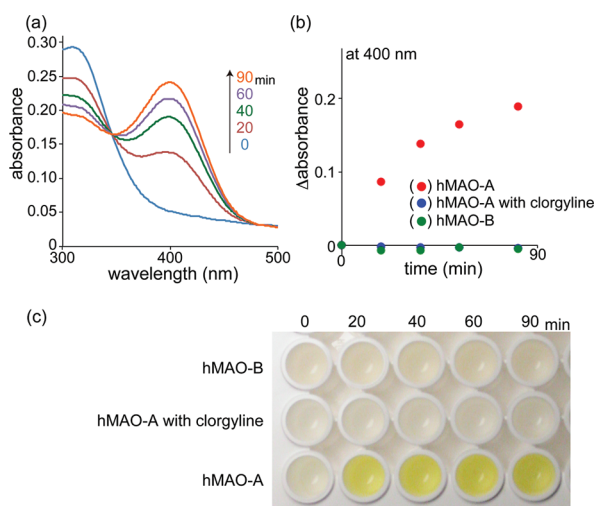 (a)
absorbance
0.30
0.25
0.20
0.15
0.10
0.05
0
300
400
500
wavelength (nm)
90 min
60
40
20
0
(b)
at 400 nm
Δabsorbance
0.2
0.1
0
( ) hMAO-A
( ) hMAO-A with clorgyline
( ) hMAO-B
0
time (min)
90
(c)
0 20 40 60 90 min
hMAO-B
hMAO-A with clorgyline
hMAO-A